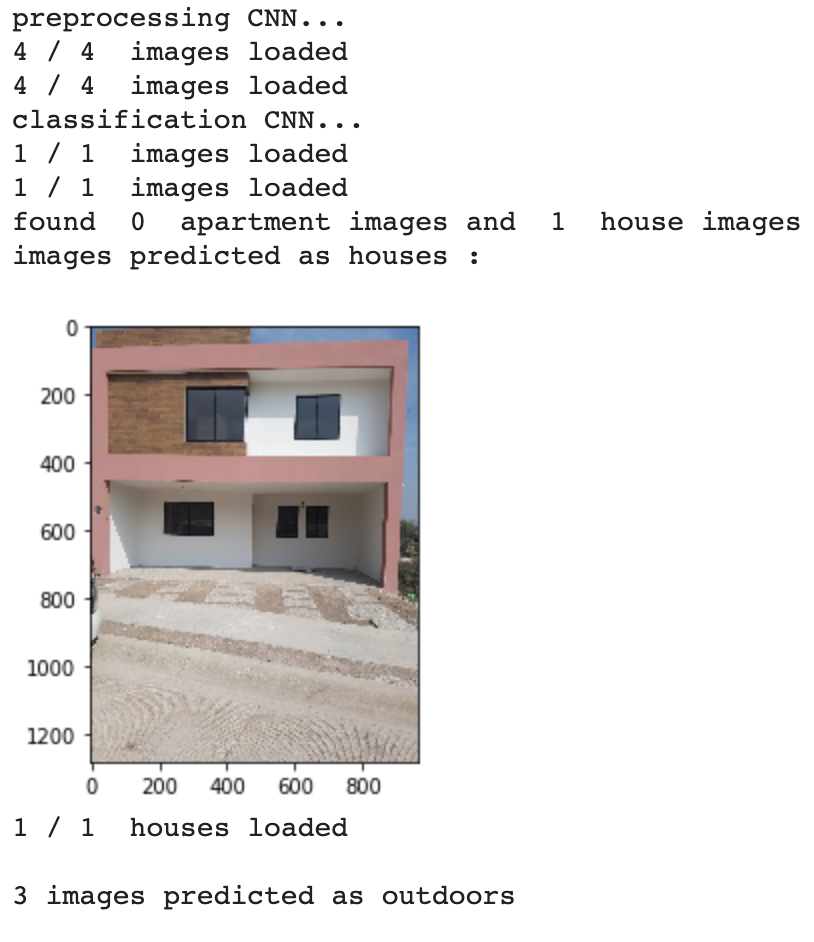 preprocessing CNN...
4 / 4 images loaded
4 / 4 images loaded
classification CNN...
1 / 1 images loaded
1 / 1 images loaded
found 0 apartment images and 1 house images
images predicted as houses :
0
200
400
600
800
1000
1200
0 200 400 600 800
1 / 1 houses loaded
3 images predicted as outdoors